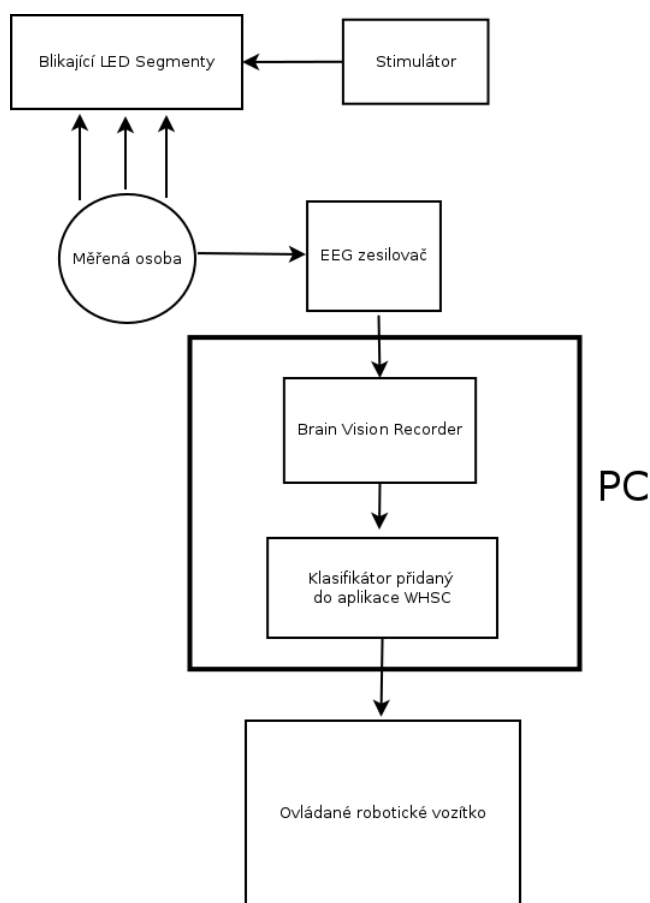 Blikající LED Segmenty
Stimulátor
Měřená osoba
EEG zesilovač
Brain Vision Recorder
PC
Klasifikátor přidaný
do aplikace WHSC
Ovládané robotické vozítko